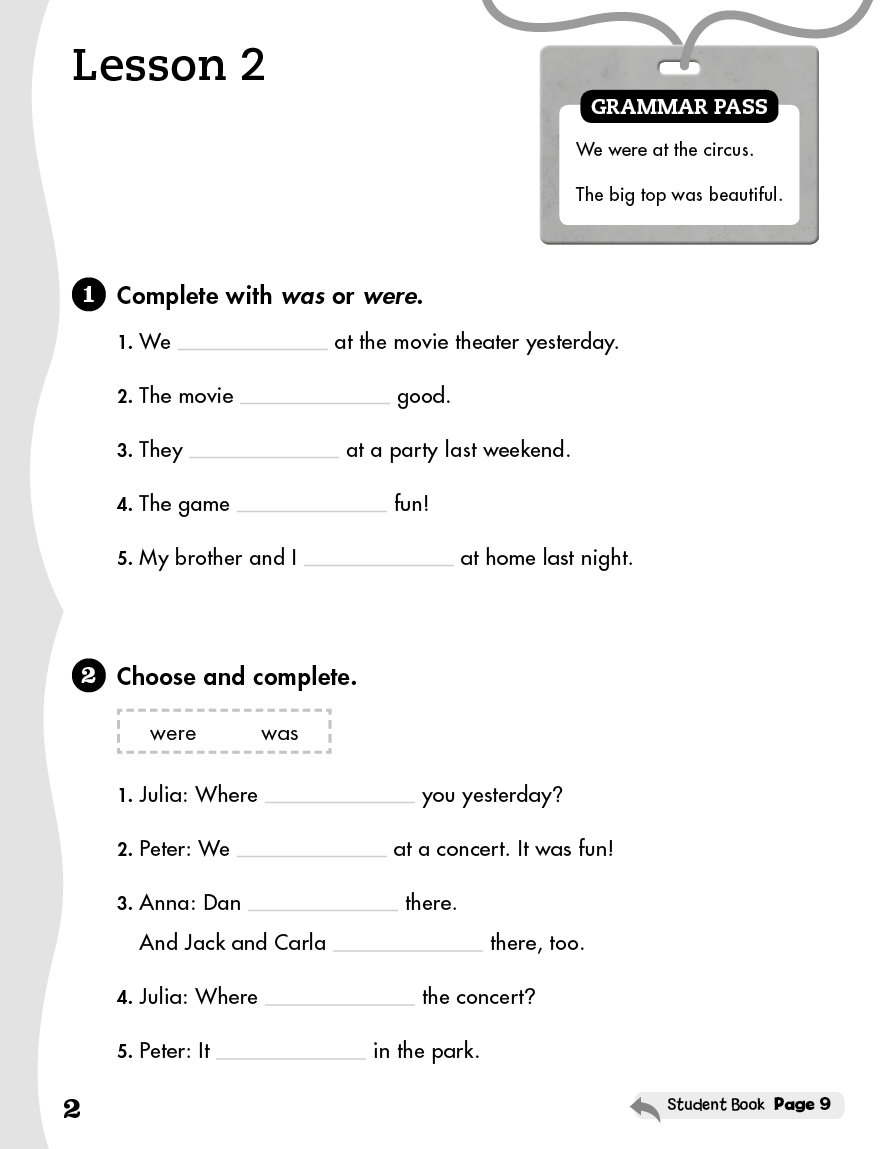 Lesson 2
GRAMMAR PASS
We were at the circus.
The big top was beautiful.
1 Complete with was or were.
1. We ______________ at the movie theater yesterday.
2. The movie ______________ good.
3. They ______________ at a party last weekend.
4. The game ______________ fun!
5. My brother and I ______________ at home last night.
2 Choose and complete.
were was
1. Julia: Where ______________ you yesterday?
2. Peter: We ______________ at a concert. It was fun!
3. Anna: Dan ______________ there.
And Jack and Carla ______________ there, too.
4. Julia: Where ______________ the concert?
5. Peter: It ______________ in the park.
2
Student Book Page 9